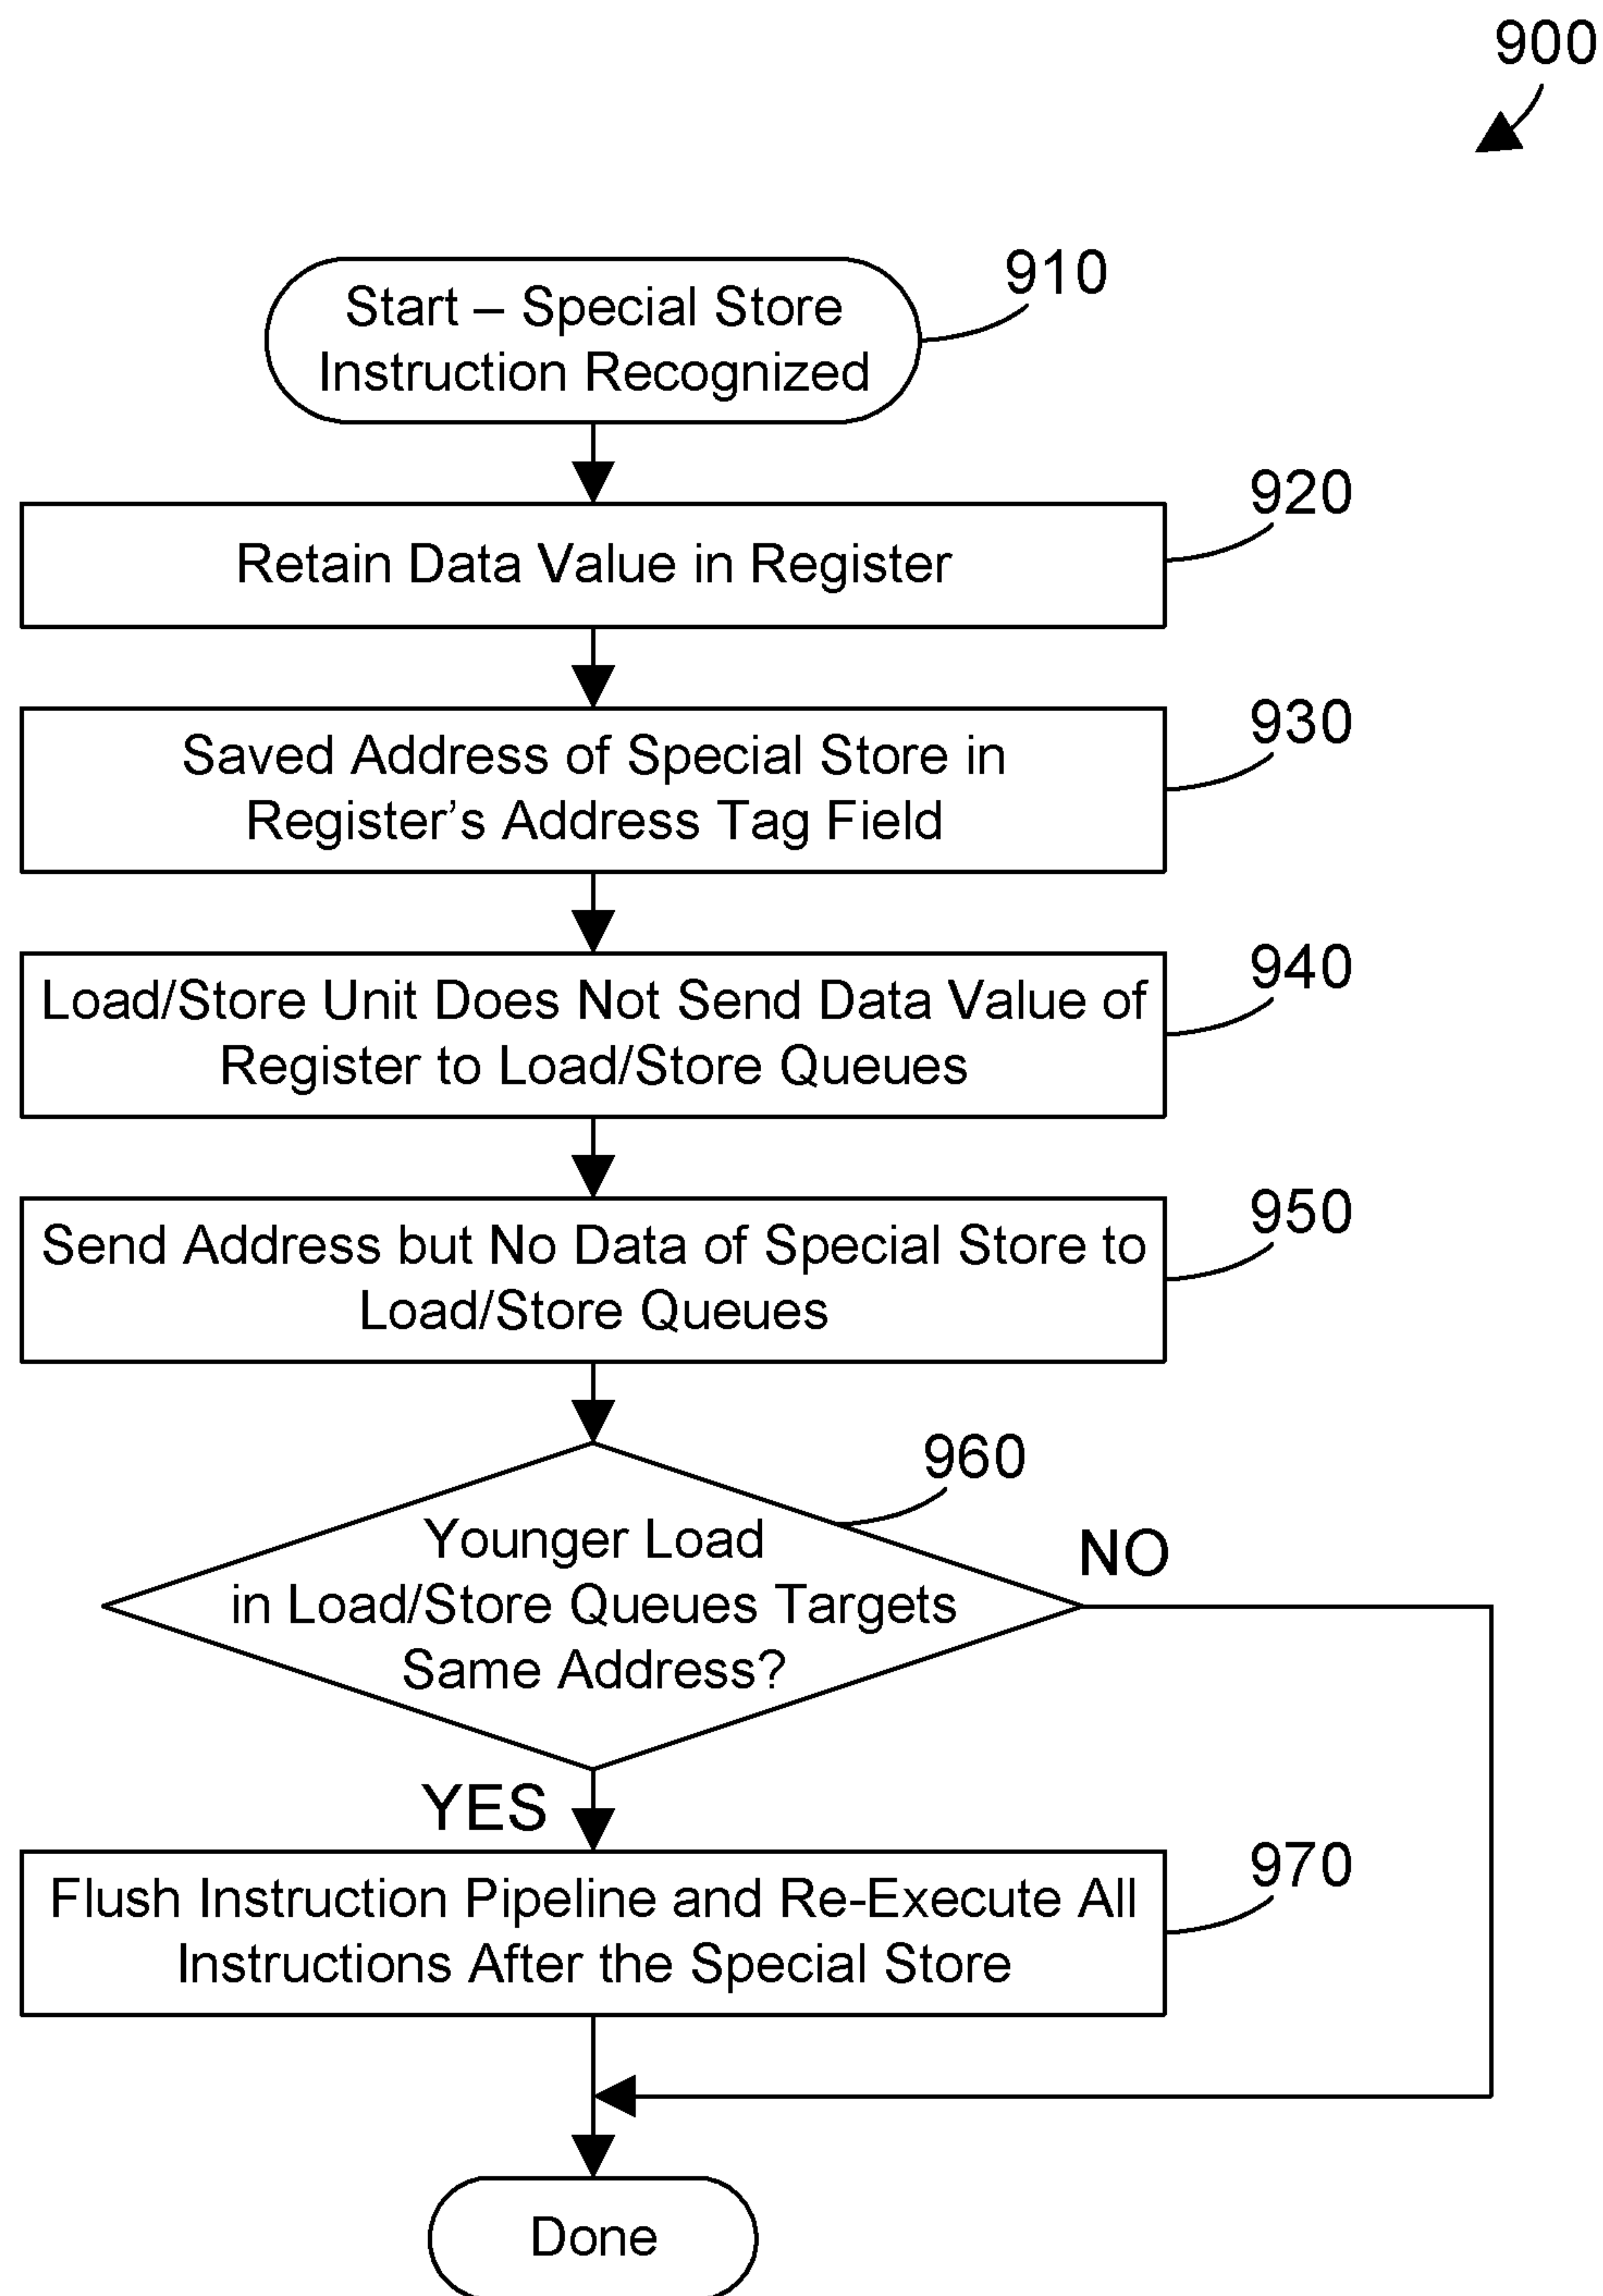 900
Start – Special Store
Instruction Recognized
910
Retain Data Value in Register
920
Saved Address of Special Store in
Register’s Address Tag Field
930
Load/Store Unit Does Not Send Data Value of
Register to Load/Store Queues
940
Send Address but No Data of Special Store to
Load/Store Queues
950
Younger Load
in Load/Store Queues Targets
Same Address?
960
NO
YES
Flush Instruction Pipeline and Re-Execute All
Instructions After the Special Store
970
Done